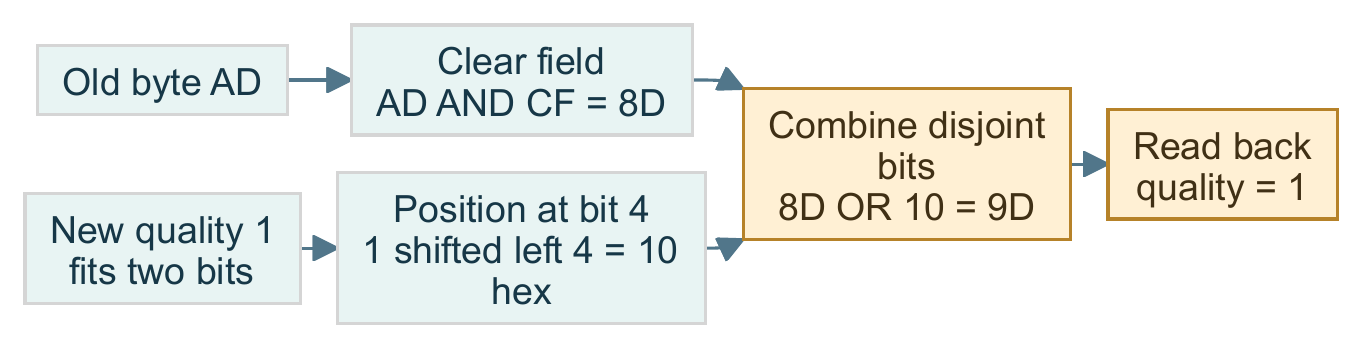 Old byte AD
Clear field
AD AND CF = 8D
New quality 1
fits two bits
Position at bit 4
1 shifted left 4 = 10
hex
Combine disjoint
bits
8D OR 10 = 9D
Read back
quality = 1